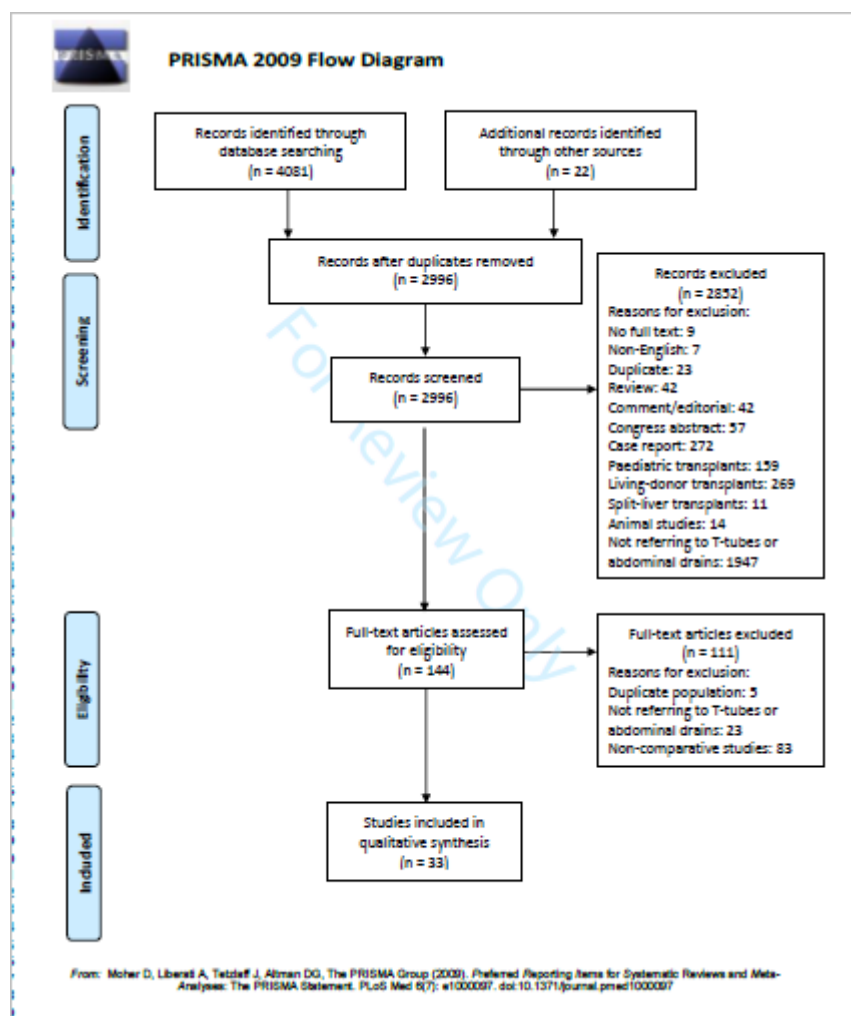 PRISMA
PRISMA 2009 Flow Diagram
Identification
Records identified through
database searching
(n = 4081)
Additional records identified
through other sources
(n = 22)
Records after duplicates removed
(n = 2996)
Screening
Records screened
(n = 2996)
Records excluded
(n = 2852)
Reasons for exclusion:
No full text: 9
Non-English: 7
Duplicate: 23
Review: 42
Comment/editorial: 42
Congress abstract: 57
Case report: 272
Paediatric transplants: 159
Living-donor transplants: 269
Split-liver transplants: 11
Animal studies: 14
Not referring to T-tubes or
abdominal drains: 1947
For Review Only
Eligibility
Full-text articles assessed
for eligibility
(n = 144)
Full-text articles excluded
(n = 111)
Reasons for exclusion:
Duplicate population: 5
Not referring to T-tubes or
abdominal drains: 23
Non-comparative studies: 83
Included
Studies included in
qualitative synthesis
(n = 33)
From: Moher D, Liberati A, Tetzlaff J, Altman DG, The PRISMA Group (2009). Preferred Reporting Items for Systematic Reviews and Meta-
Analyses: The PRISMA Statement. PLoS Med 6(7): e1000097. doi:10.1371/journal.pmed1000097